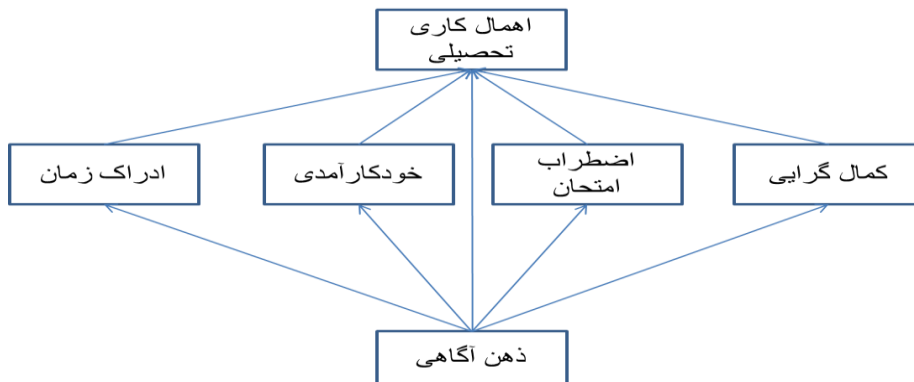 اهمال کاری
تحصیلی
کمال گرایی
اضطراب
امتحان
خودکارآمدی
ادراک زمان
ذهن آگاهی